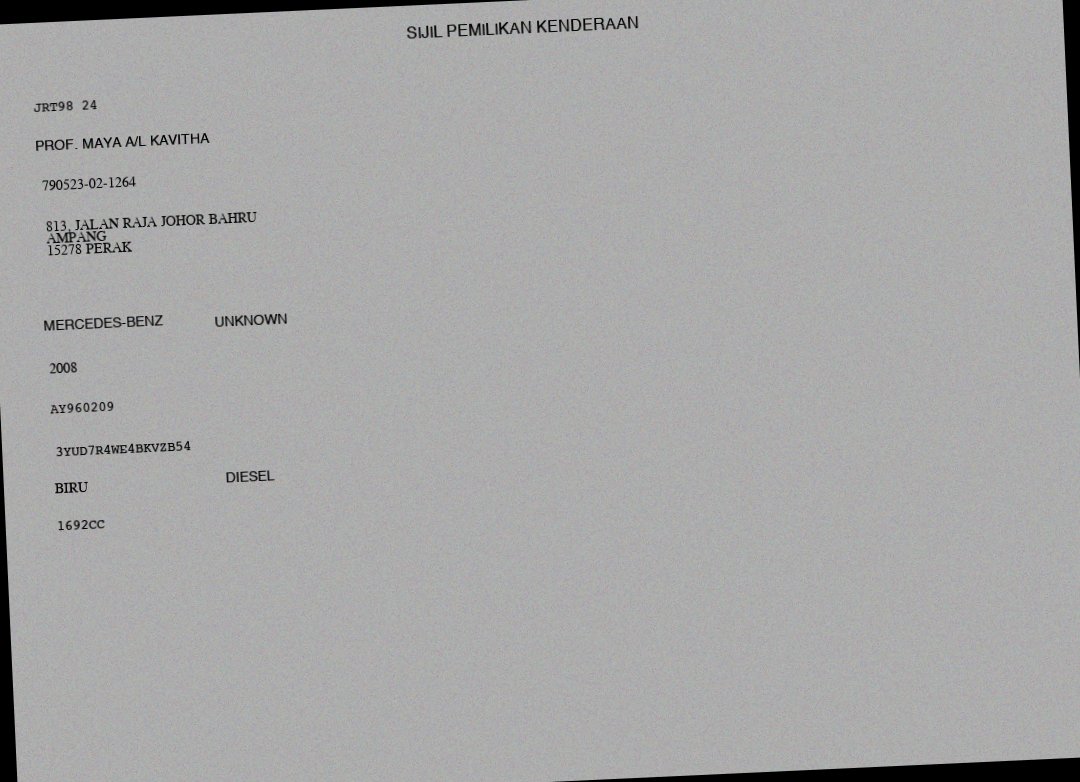 SIJIL PEMILIKAN KENDERAAN
JRT98 24
PROF. MAYA A/L KAVITHA
790523-02-1264
813, JALAN RAJA JOHOR BAHRU
AMPANG
15278 PERAK
MERCEDES-BENZ UNKNOWN
2008
AY960209
3YUD7R4WE4BKVZB54
BIRU DIESEL
1692CC